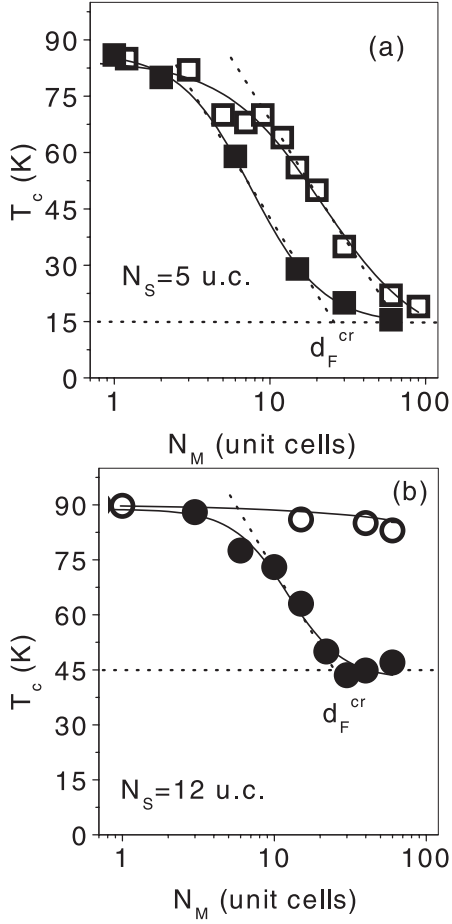 (a)
90
75
60
45
30
15
0
T_c (K)
N_S=5 u.c.
d_F^cr
1 10 100
N_M (unit cells)
(b)
90
75
60
45
30
15
0
T_c (K)
d_F^cr
N_S=12 u.c.
1 10 100
N_M (unit cells)